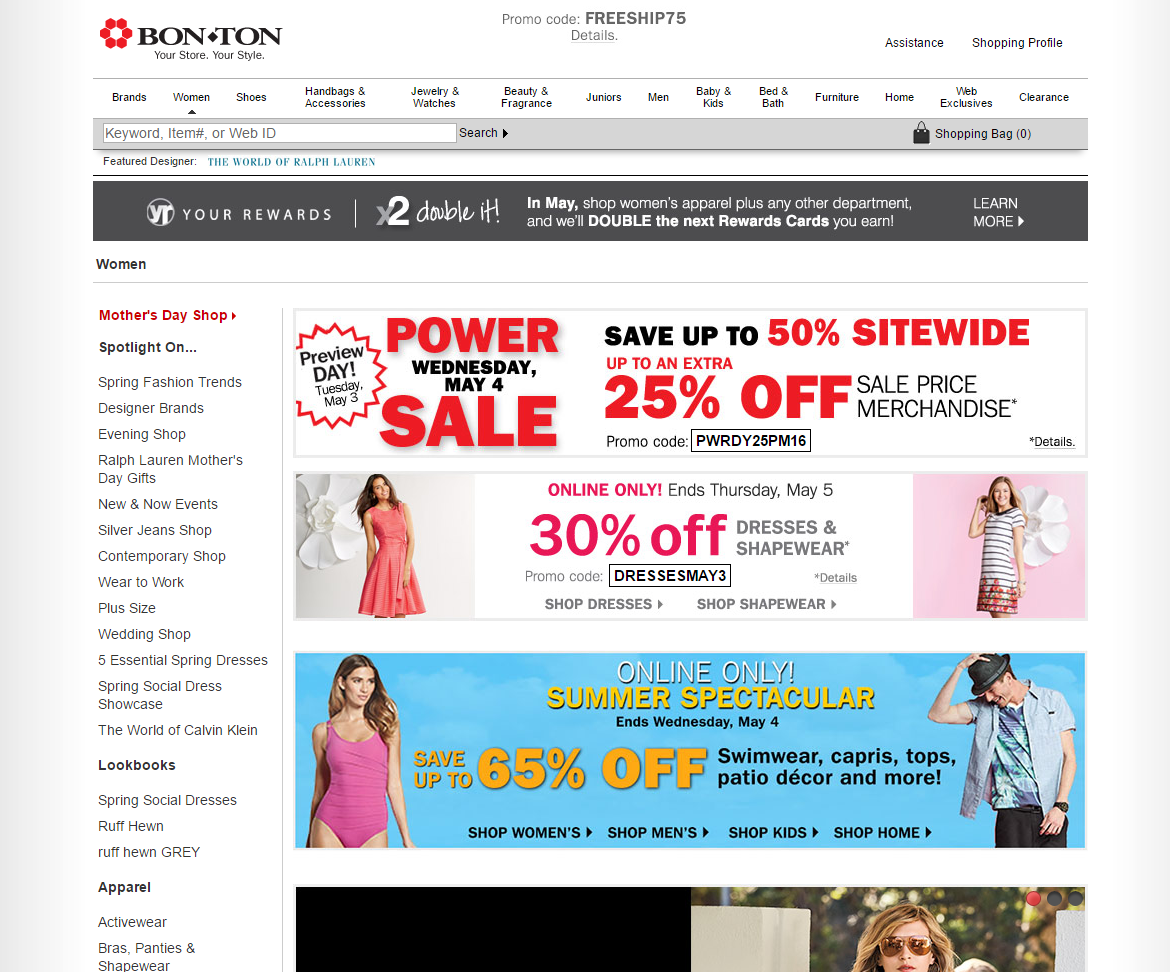 Promo code: FREESHIP75
Details.
BON·TON
Your Store. Your Style.
Assistance
Shopping Profile
Brands
Women
Shoes
Handbags &
Accessories
Jewelry &
Watches
Beauty &
Fragrance
Juniors
Men
Baby &
Kids
Bed &
Bath
Furniture
Home
Web
Exclusives
Clearance
Keyword, Item#, or Web ID
Search
Shopping Bag (0)
Featured Designer: THE WORLD OF RALPH LAUREN
yr YOUR REWARDS
x2 double it!
In May, shop women's apparel plus any other department,
and we'll DOUBLE the next Rewards Cards you earn!
LEARN
MORE
Women
Mother's Day Shop
Spotlight On...
Spring Fashion Trends
Designer Brands
Evening Shop
Ralph Lauren Mother's
Day Gifts
New & Now Events
Silver Jeans Shop
Contemporary Shop
Wear to Work
Plus Size
Wedding Shop
5 Essential Spring Dresses
Spring Social Dress
Showcase
The World of Calvin Klein
Lookbooks
Spring Social Dresses
Ruff Hewn
ruff hewn GREY
Apparel
Activewear
Bras, Panties &
Shapewear
Preview
DAY!
Tuesday,
May 3
POWER
WEDNESDAY,
MAY 4
SALE
SAVE UP TO 50% SITEWIDE
UP TO AN EXTRA
25% OFF SALE PRICE
MERCHANDISE*
Promo code: PWRDY25PM16
*Details.
ONLINE ONLY! Ends Thursday, May 5
30% off DRESSES &
SHAPEWEAR*
Promo code: DRESSESMAY3
*Details
SHOP DRESSES
SHOP SHAPEWEAR
ONLINE ONLY!
SUMMER SPECTACULAR
Ends Wednesday, May 4
SAVE
UP TO 65% OFF
Swimwear, capris, tops,
patio décor and more!
SHOP WOMEN'S
SHOP MEN'S
SHOP KIDS
SHOP HOME